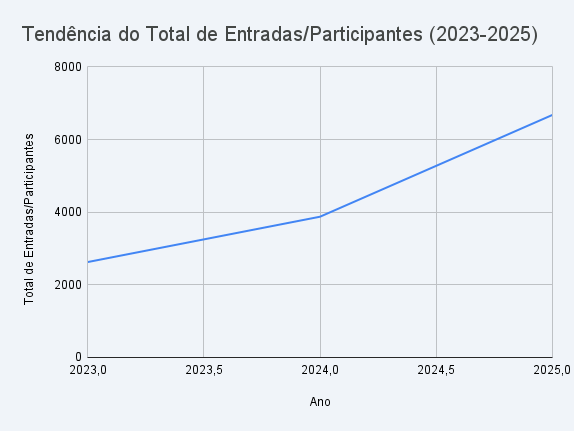 Tendência do Total de Entradas/Participantes (2023-2025)
8000
6000
4000
2000
0
Total de Entradas/Participantes
2023,0 2023,5 2024,0 2024,5 2025,0
Ano